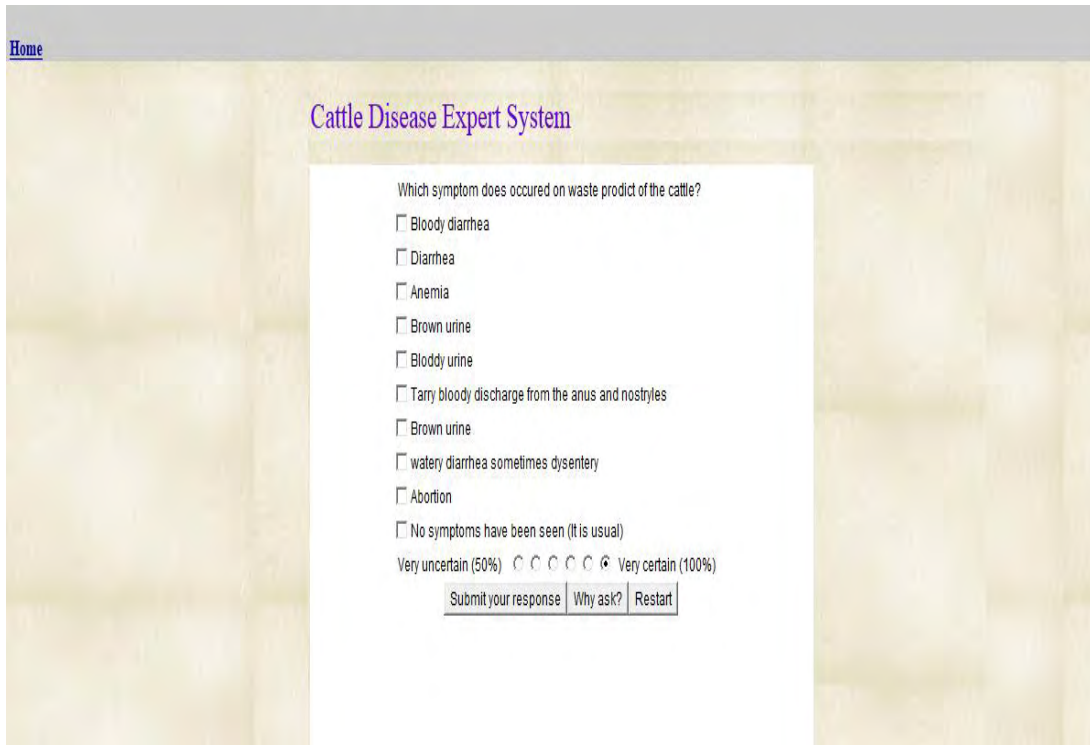 Home
Cattle Disease Expert System
Which symptom does occured on waste prodict of the cattle?
Bloody diarrhea
Diarrhea
Anemia
Brown urine
Bloddy urine
Tarry bloody discharge from the anus and nostryles
Brown urine
watery diarrhea sometimes dysentery
Abortion
No symptoms have been seen (It is usual)
Very uncertain (50%) Very certain (100%)
Submit your response Why ask? Restart